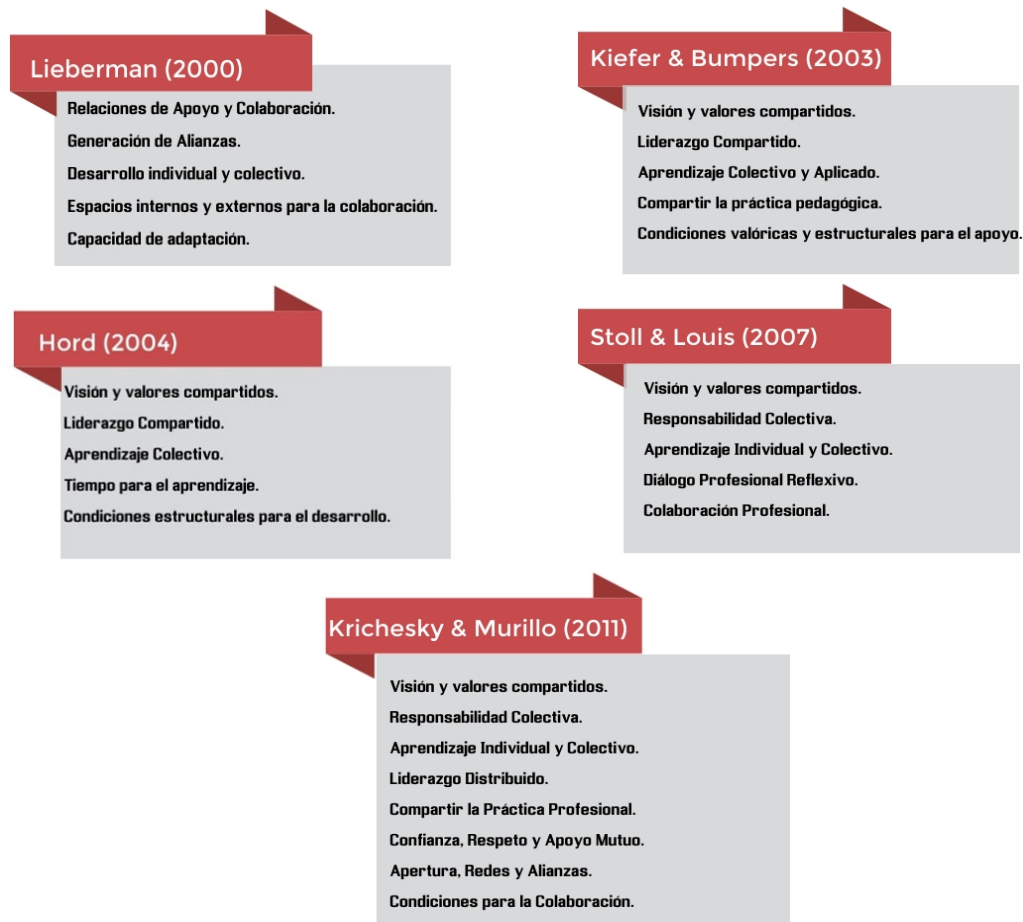 Lieberman (2000)
Relaciones de Apoyo y Colaboración.
Generación de Alianzas.
Desarrollo individual y colectivo.
Espacios internos y externos para la colaboración.
Capacidad de adaptación.
Kiefer & Bumpers (2003)
Visión y valores compartidos.
Liderazgo Compartido.
Aprendizaje Colectivo y Aplicado.
Compartir la práctica pedagógica.
Condiciones valóricas y estructurales para el apoyo.
Hord (2004)
Visión y valores compartidos.
Liderazgo Compartido.
Aprendizaje Colectivo.
Tiempo para el aprendizaje.
Condiciones estructurales para el desarrollo.
Stoll & Louis (2007)
Visión y valores compartidos.
Responsabilidad Colectiva.
Aprendizaje Individual y Colectivo.
Diálogo Profesional Reflexivo.
Colaboración Profesional.
Krichesky & Murillo (2011)
Visión y valores compartidos.
Responsabilidad Colectiva.
Aprendizaje Individual y Colectivo.
Liderazgo Distribuido.
Compartir la Práctica Profesional.
Confianza, Respeto y Apoyo Mutuo.
Apertura, Redes y Alianzas.
Condiciones para la Colaboración.